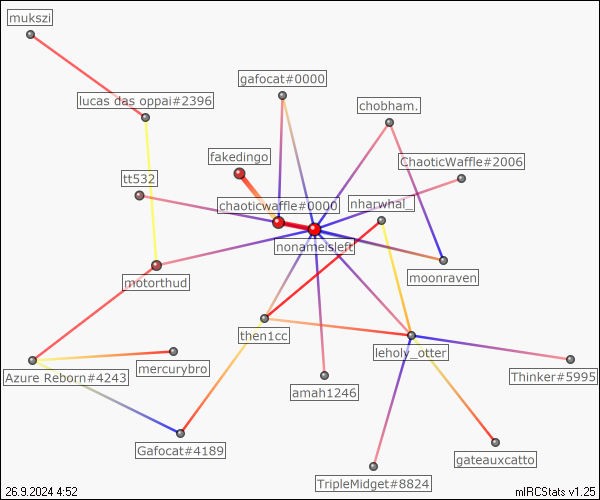 mukszi
gafocat#0000
lucas das oppai#2396
chobham.
fakedingo
ChaoticWaffle#2006
tt532
chaoticwaffle#0000
nharwhal_
nonameisleft
motorthud
moonraven
then1cc
leholy_otter
mercurybro
Azure Reborn#4243
Thinker#5995
amah1246
Gafocat#4189
gateauxcatto
TripleMidget#8824
26.9.2024 4:52
mIRCStats v1.25